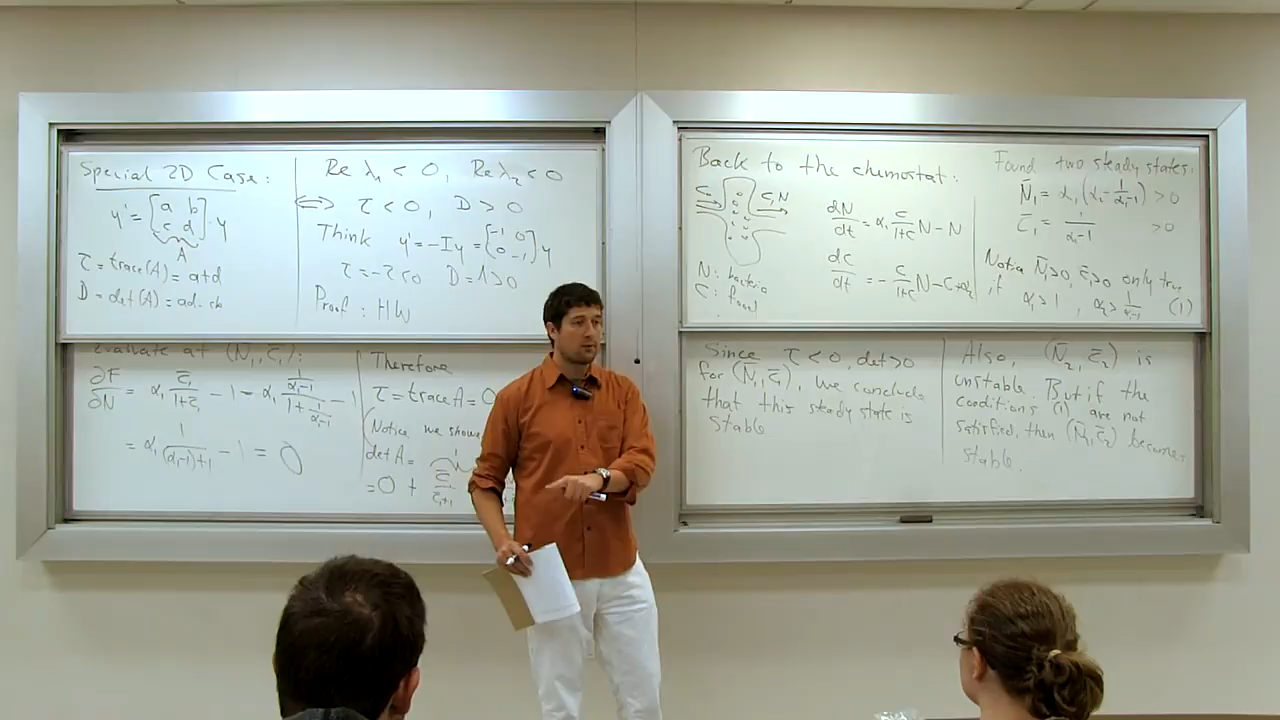 Special 2D Case:
y' = [a b; c d] · y
A
τ = trace(A) = a+d
D = det(A) = ad-cb
Re λ₁ < 0, Re λ₂ < 0
⟺ τ < 0, D > 0
Think y' = -Iy = [-1 0; 0 -1] y
τ = -2 < 0 D = 1 > 0
Proof: HW
Evaluate at (N̄₁, c̄₁):
∂F/∂N = α₁ c̄₁/(1+c̄₁) - 1 = α₁ (1/(α₁-1))/(1 + 1/(α₁-1)) - 1
= α₁ 1/((α₁-1)+1) - 1 = 0
Therefore
τ = trace A = 0
(Notice we show
det A =
= 0 +
Back to the chemostat:
C₀
C, N
N: bacteria
C: food
dN/dt = α₁ c/(1+c) N - N
dc/dt = - c/(1+c) N - c + α₂
Found two steady states:
N̄₁ = α₁ (α₂ - 1/(α₁-1)) > 0
c̄₁ = 1/(α₁-1) > 0
Notice N̄₁>0, c̄₁>0 only true
if α₁ > 1, α₂ > 1/(α₁-1) (1)
Since τ < 0, det > 0
for (N̄₁, c̄₁), we conclude
that this steady state is
stable
Also, (N̄₂, c̄₂) is
unstable. But if the
conditions (1) are not
satisfied, then (N̄₂, c̄₂) becomes
stable.